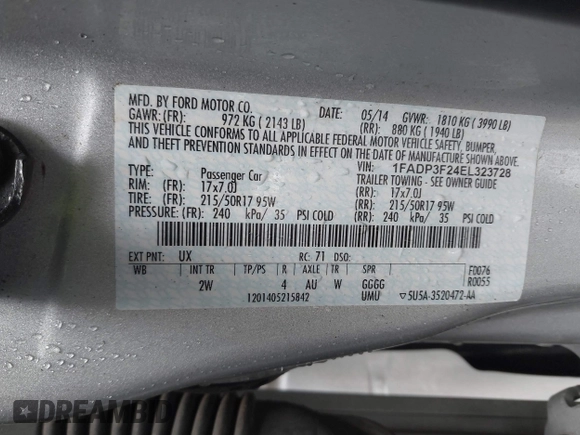 MFD. BY FORD MOTOR CO. DATE: 05/14 GVWR: 1810 KG ( 3990 LB)
GAWR: (FR): 972 KG ( 2143 LB) (RR): 880 KG ( 1940 LB)
THIS VEHICLE CONFORMS TO ALL APPLICABLE FEDERAL MOTOR VEHICLE SAFETY, BUMPER,
AND THEFT PREVENTION STANDARDS IN EFFECT ON THE DATE OF MANUFACTURE SHOWN ABOVE.
VIN: 1FADP3F24EL323728
TYPE: Passenger Car TRAILER TOWING - SEE OWNER GUIDE
RIM: (FR): 17x7.0J (RR): 17x7.0J
TIRE: (FR): 215/50R17 95W (RR): 215/50R17 95W
PRESSURE: (FR): 240 kPa/ 35 PSI COLD (RR): 240 kPa/ 35 PSI COLD
EXT PNT: UX RC: 71 DSO: F0076
WB INT TR TP/PS R AXLE TR SPR R0055
2W 4 AU W GGGG
1201405215842 UMU ▽5U5A-3520472-AA
DREAMBID